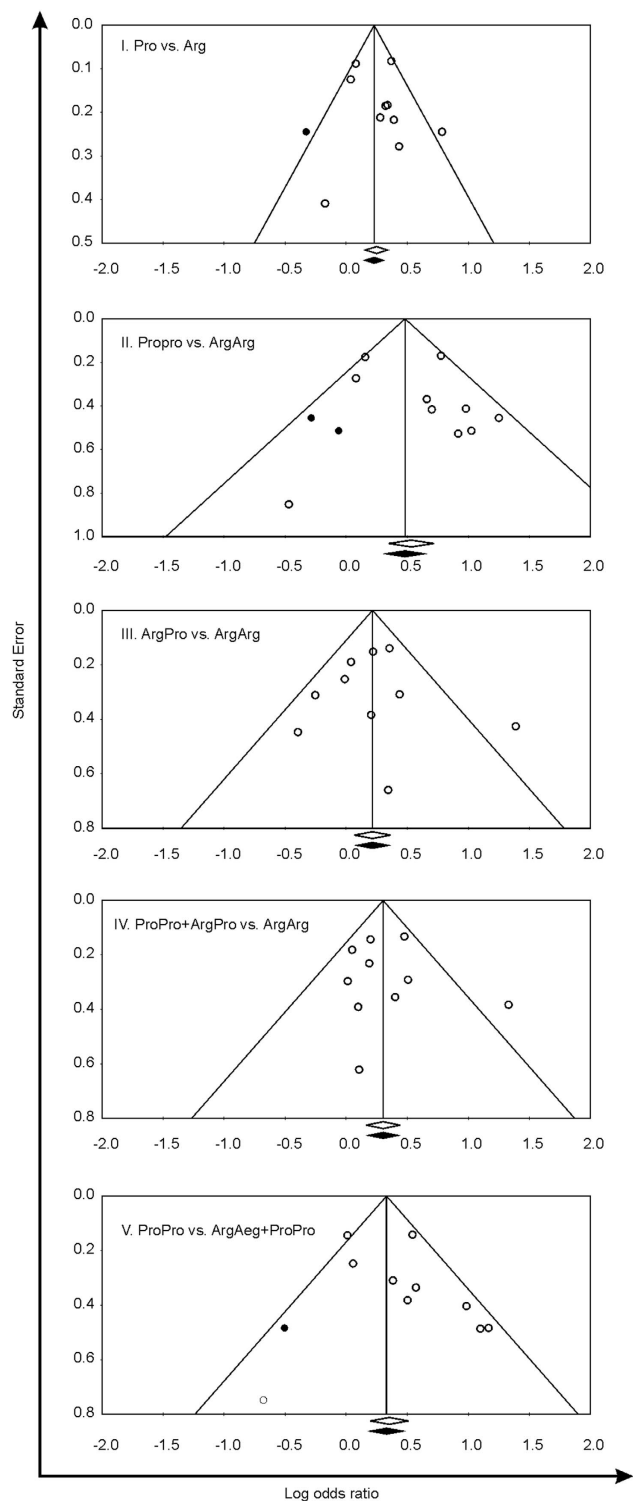 0.0
I. Pro vs. Arg
0.1
0.2
0.3
0.4
0.5
-2.0 -1.5 -1.0 -0.5 0.0 0.5 1.0 1.5 2.0
0.0
II. Propro vs. ArgArg
0.2
0.4
0.6
0.8
1.0
-2.0 -1.5 -1.0 -0.5 0.0 0.5 1.0 1.5 2.0
Standard Error
0.0
III. ArgPro vs. ArgArg
0.2
0.4
0.6
0.8
-2.0 -1.5 -1.0 -0.5 0.0 0.5 1.0 1.5 2.0
0.0
IV. ProPro+ArgPro vs. ArgArg
0.2
0.4
0.6
0.8
-2.0 -1.5 -1.0 -0.5 0.0 0.5 1.0 1.5 2.0
0.0
V. ProPro vs. ArgAeg+ProPro
0.2
0.4
0.6
0.8
-2.0 -1.5 -1.0 -0.5 0.0 0.5 1.0 1.5 2.0
Log odds ratio